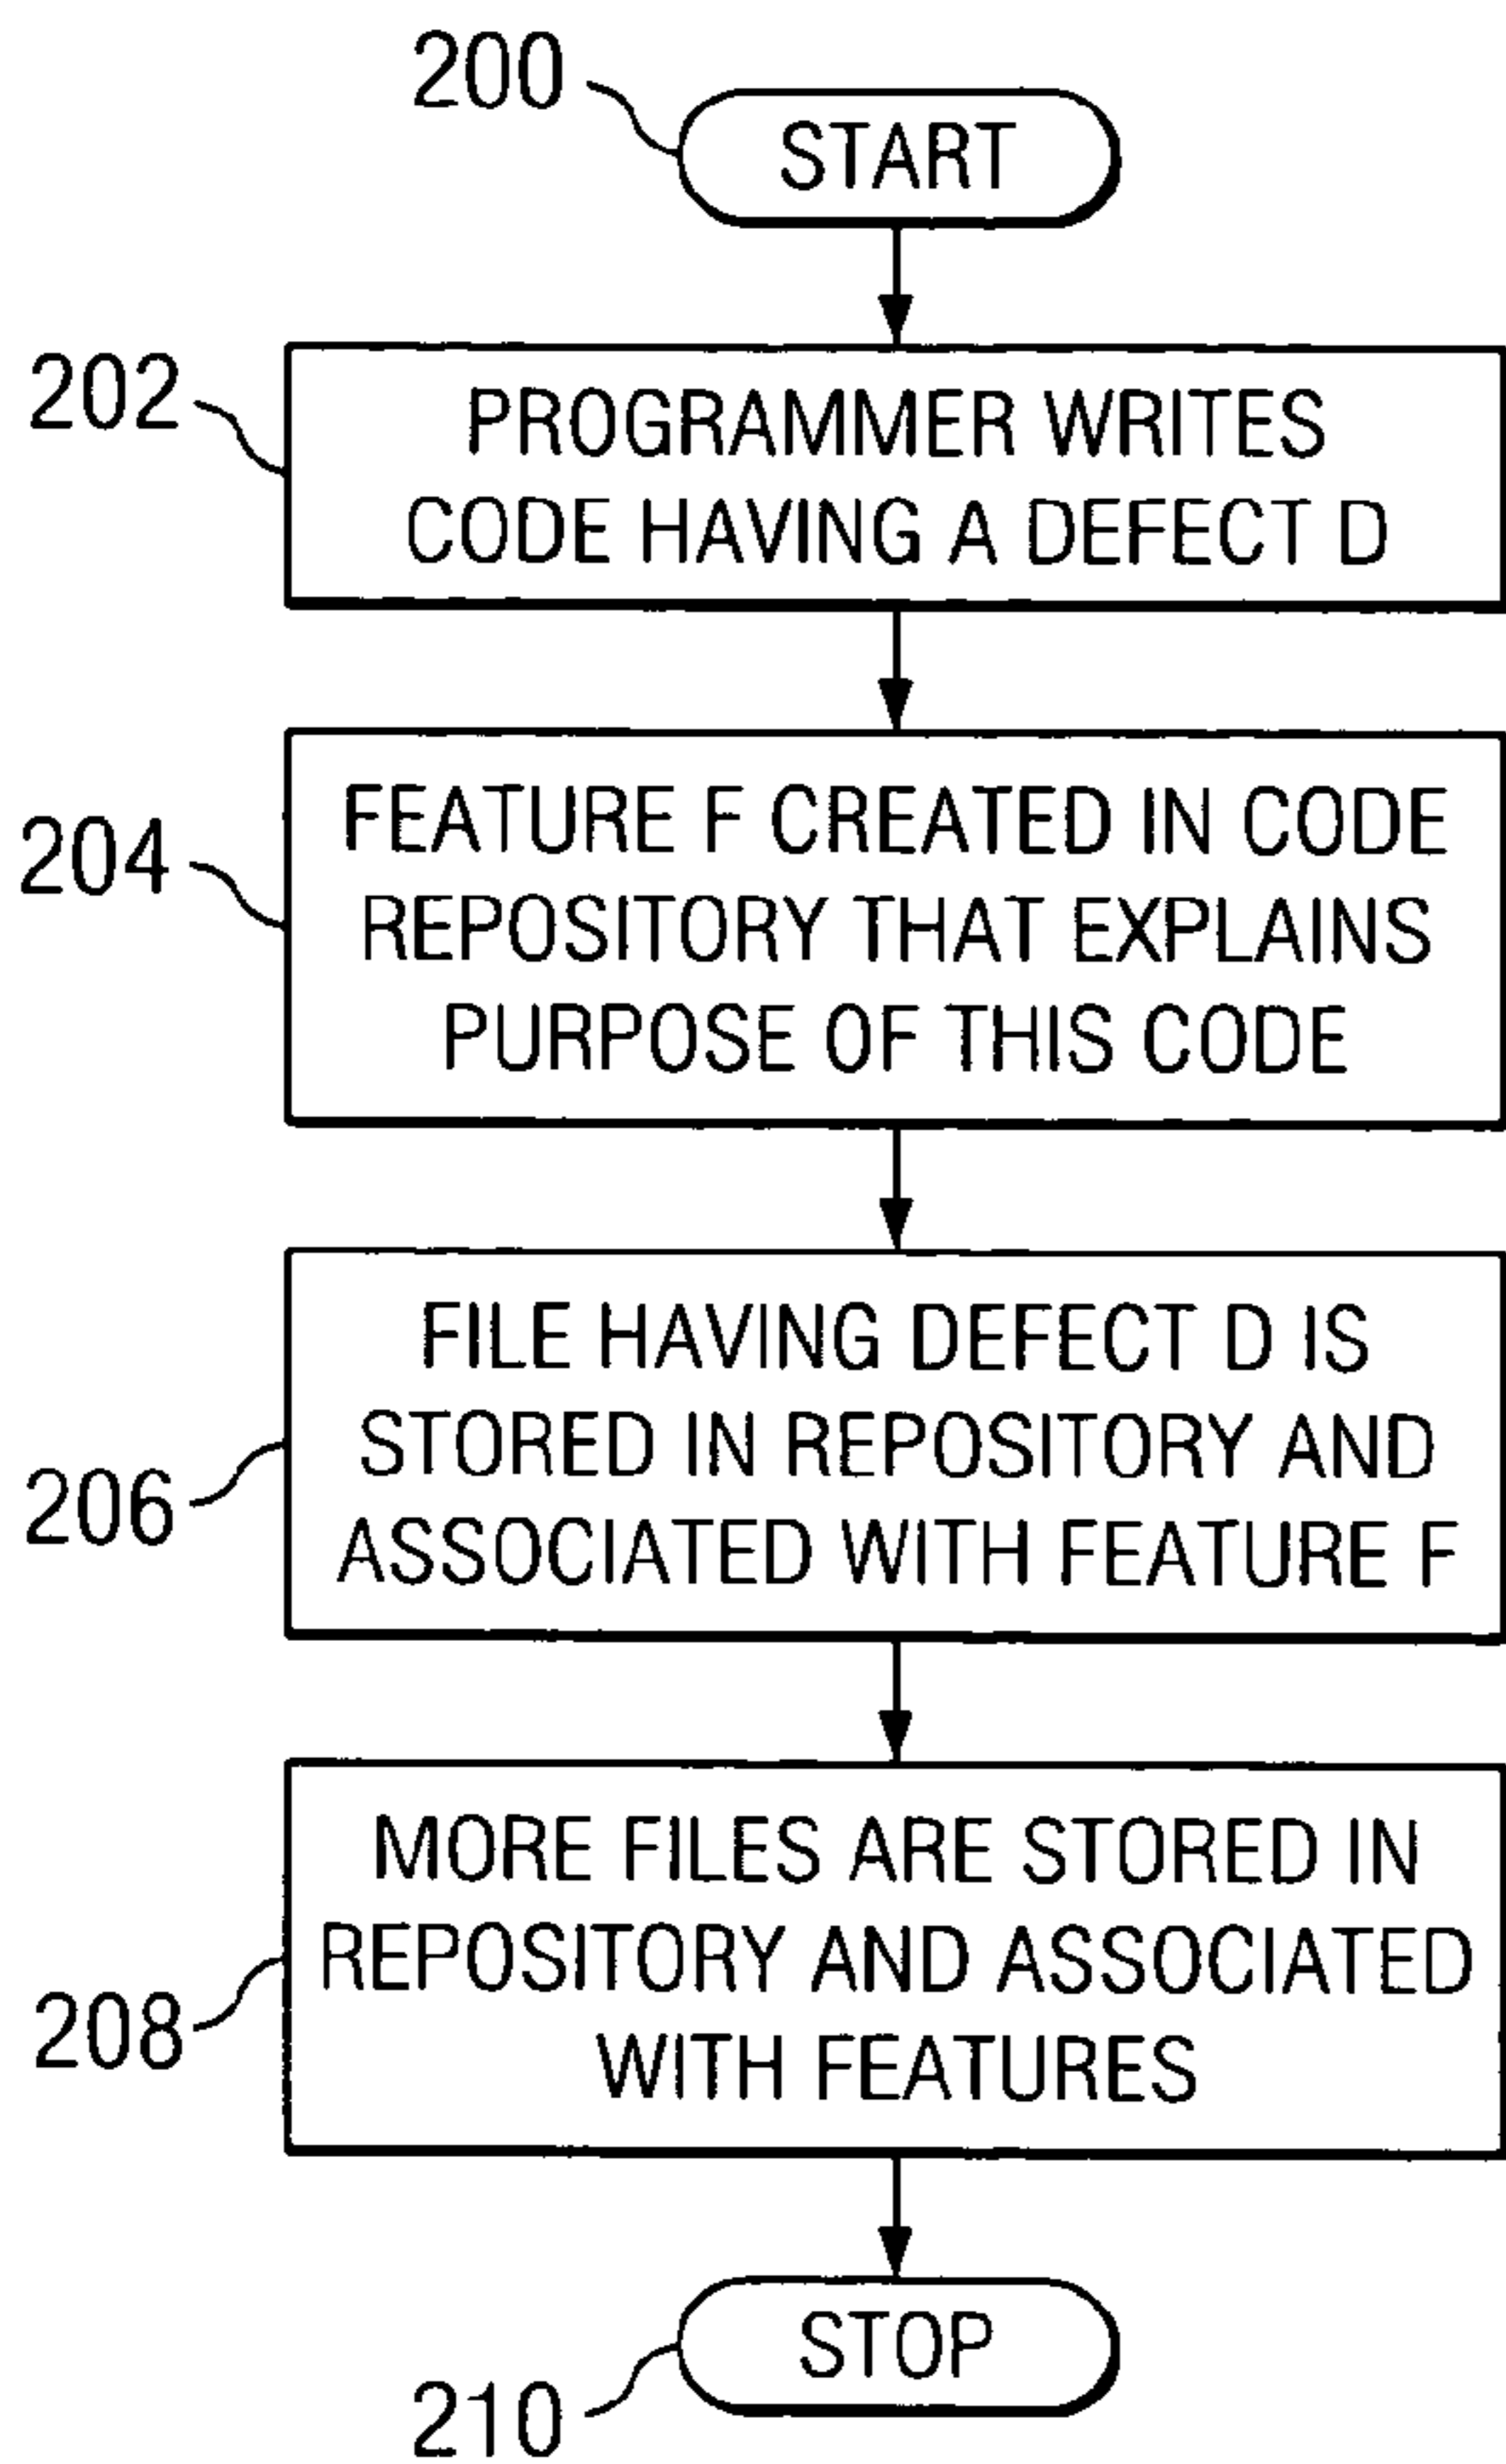 200
START
202
PROGRAMMER WRITES
CODE HAVING A DEFECT D
204
FEATURE F CREATED IN CODE
REPOSITORY THAT EXPLAINS
PURPOSE OF THIS CODE
206
FILE HAVING DEFECT D IS
STORED IN REPOSITORY AND
ASSOCIATED WITH FEATURE F
208
MORE FILES ARE STORED IN
REPOSITORY AND ASSOCIATED
WITH FEATURES
STOP
210